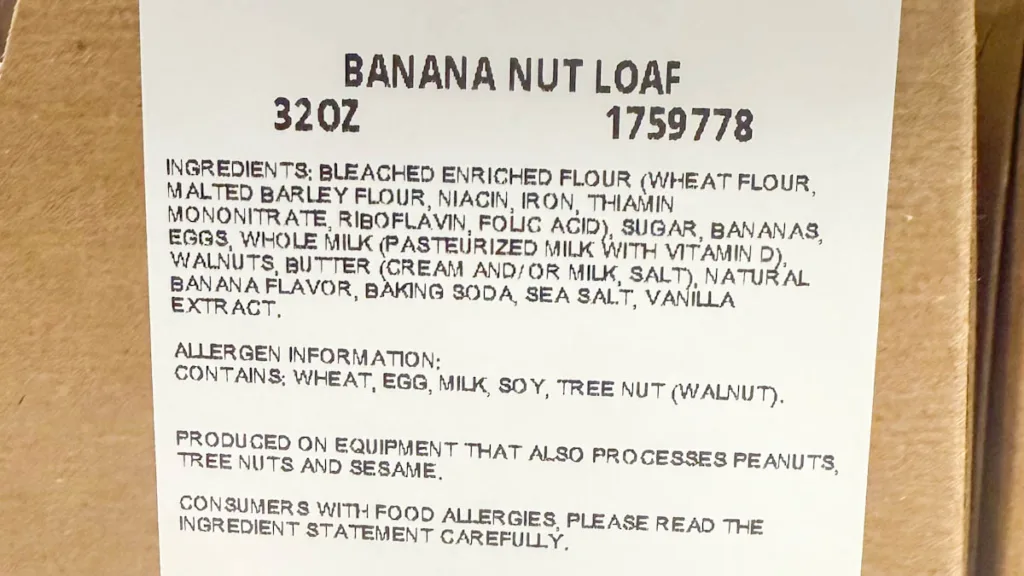 BANANA NUT LOAF
32OZ 1759778
INGREDIENTS: BLEACHED ENRICHED FLOUR (WHEAT FLOUR,
MALTED BARLEY FLOUR, NIACIN, IRON, THIAMIN
MONONITRATE, RIBOFLAVIN, FOLIC ACID), SUGAR, BANANAS,
EGGS, WHOLE MILK (PASTEURIZED MILK WITH VITAMIN D),
WALNUTS, BUTTER (CREAM AND/OR MILK, SALT), NATURAL
BANANA FLAVOR, BAKING SODA, SEA SALT, VANILLA
EXTRACT.
ALLERGEN INFORMATION:
CONTAINS: WHEAT, EGG, MILK, SOY, TREE NUT (WALNUT).
PRODUCED ON EQUIPMENT THAT ALSO PROCESSES PEANUTS,
TREE NUTS AND SESAME.
CONSUMERS WITH FOOD ALLERGIES, PLEASE READ THE
INGREDIENT STATEMENT CAREFULLY.